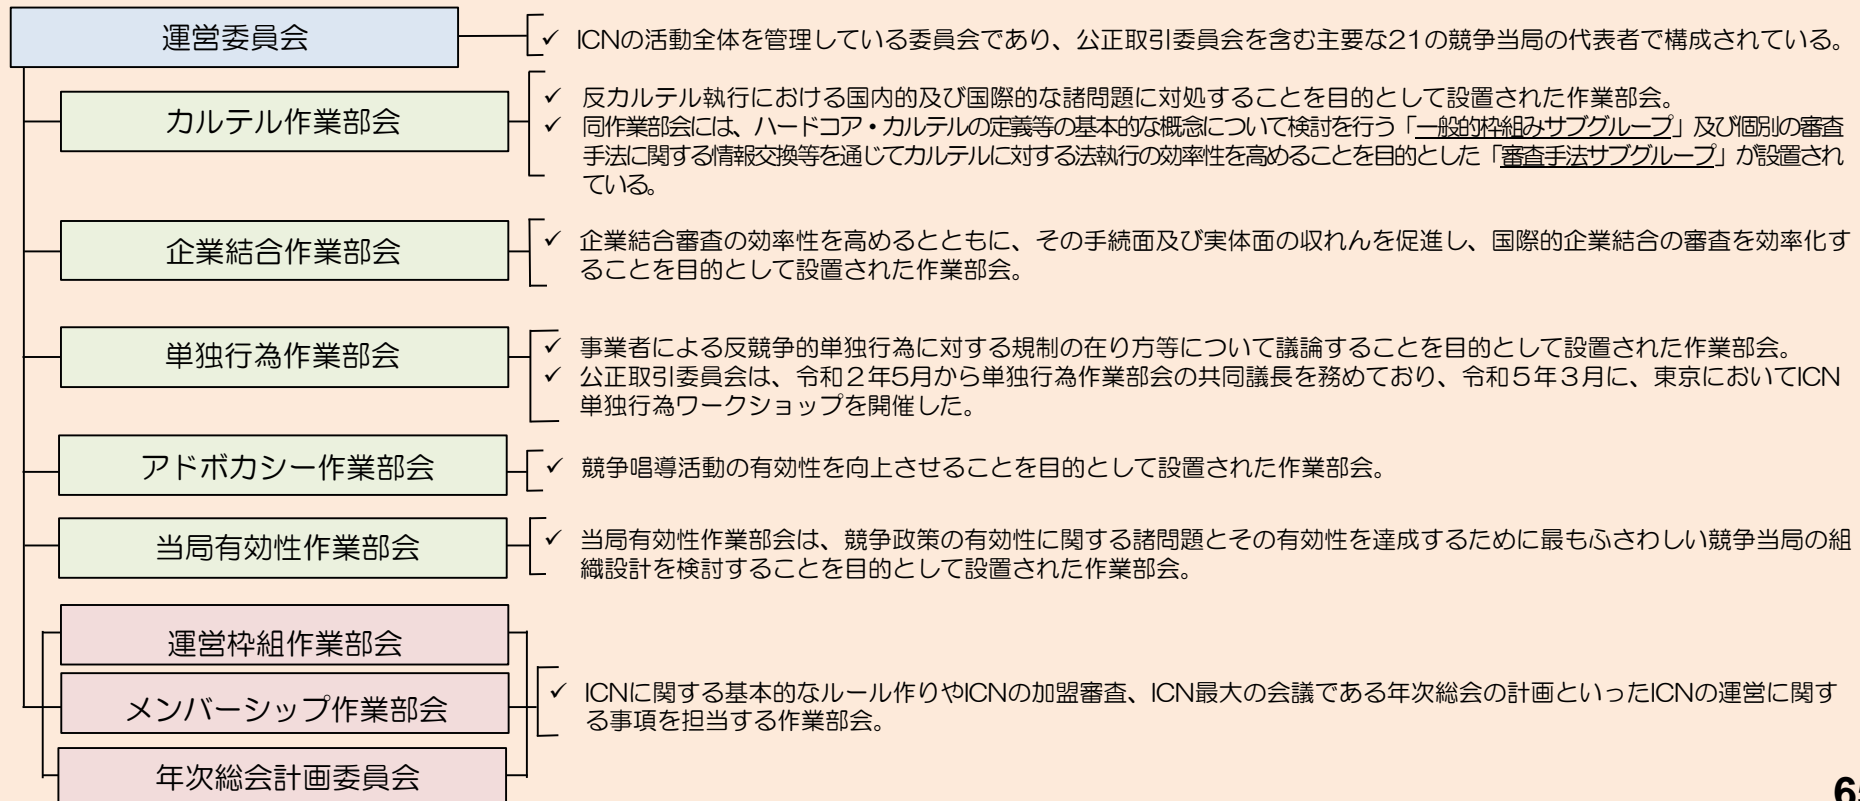 運営委員会
✓ ICNの活動全体を管理している委員会であり、公正取引委員会を含む主要な21の競争当局の代表者で構成されている。
カルテル作業部会
✓ 反カルテル執行における国内的及び国際的な諸問題に対処することを目的として設置された作業部会。
✓ 同作業部会には、ハードコア・カルテルの定義等の基本的な概念について検討を行う「一般的枠組みサブグループ」及び個別の審査
手法に関する情報交換等を通じてカルテルに対する法執行の効率性を高めることを目的とした「審査手法サブグループ」が設置され
ている。
企業結合作業部会
✓ 企業結合審査の効率性を高めるとともに、その手続面及び実体面の収れんを促進し、国際的企業結合の審査を効率化す
ることを目的として設置された作業部会。
単独行為作業部会
✓ 事業者による反競争的単独行為に対する規制の在り方等について議論することを目的として設置された作業部会。
✓ 公正取引委員会は、令和2年5月から単独行為作業部会の共同議長を務めており、令和5年3月に、東京においてICN
単独行為ワークショップを開催した。
アドボカシー作業部会
✓ 競争唱導活動の有効性を向上させることを目的として設置された作業部会。
当局有効性作業部会
✓ 当局有効性作業部会は、競争政策の有効性に関する諸問題とその有効性を達成するために最もふさわしい競争当局の組
織設計を検討することを目的として設置された作業部会。
運営枠組作業部会
メンバーシップ作業部会
✓ ICNに関する基本的なルール作りやICNの加盟審査、ICN最大の会議である年次総会の計画といったICNの運営に関す
る事項を担当する作業部会。
年次総会計画委員会